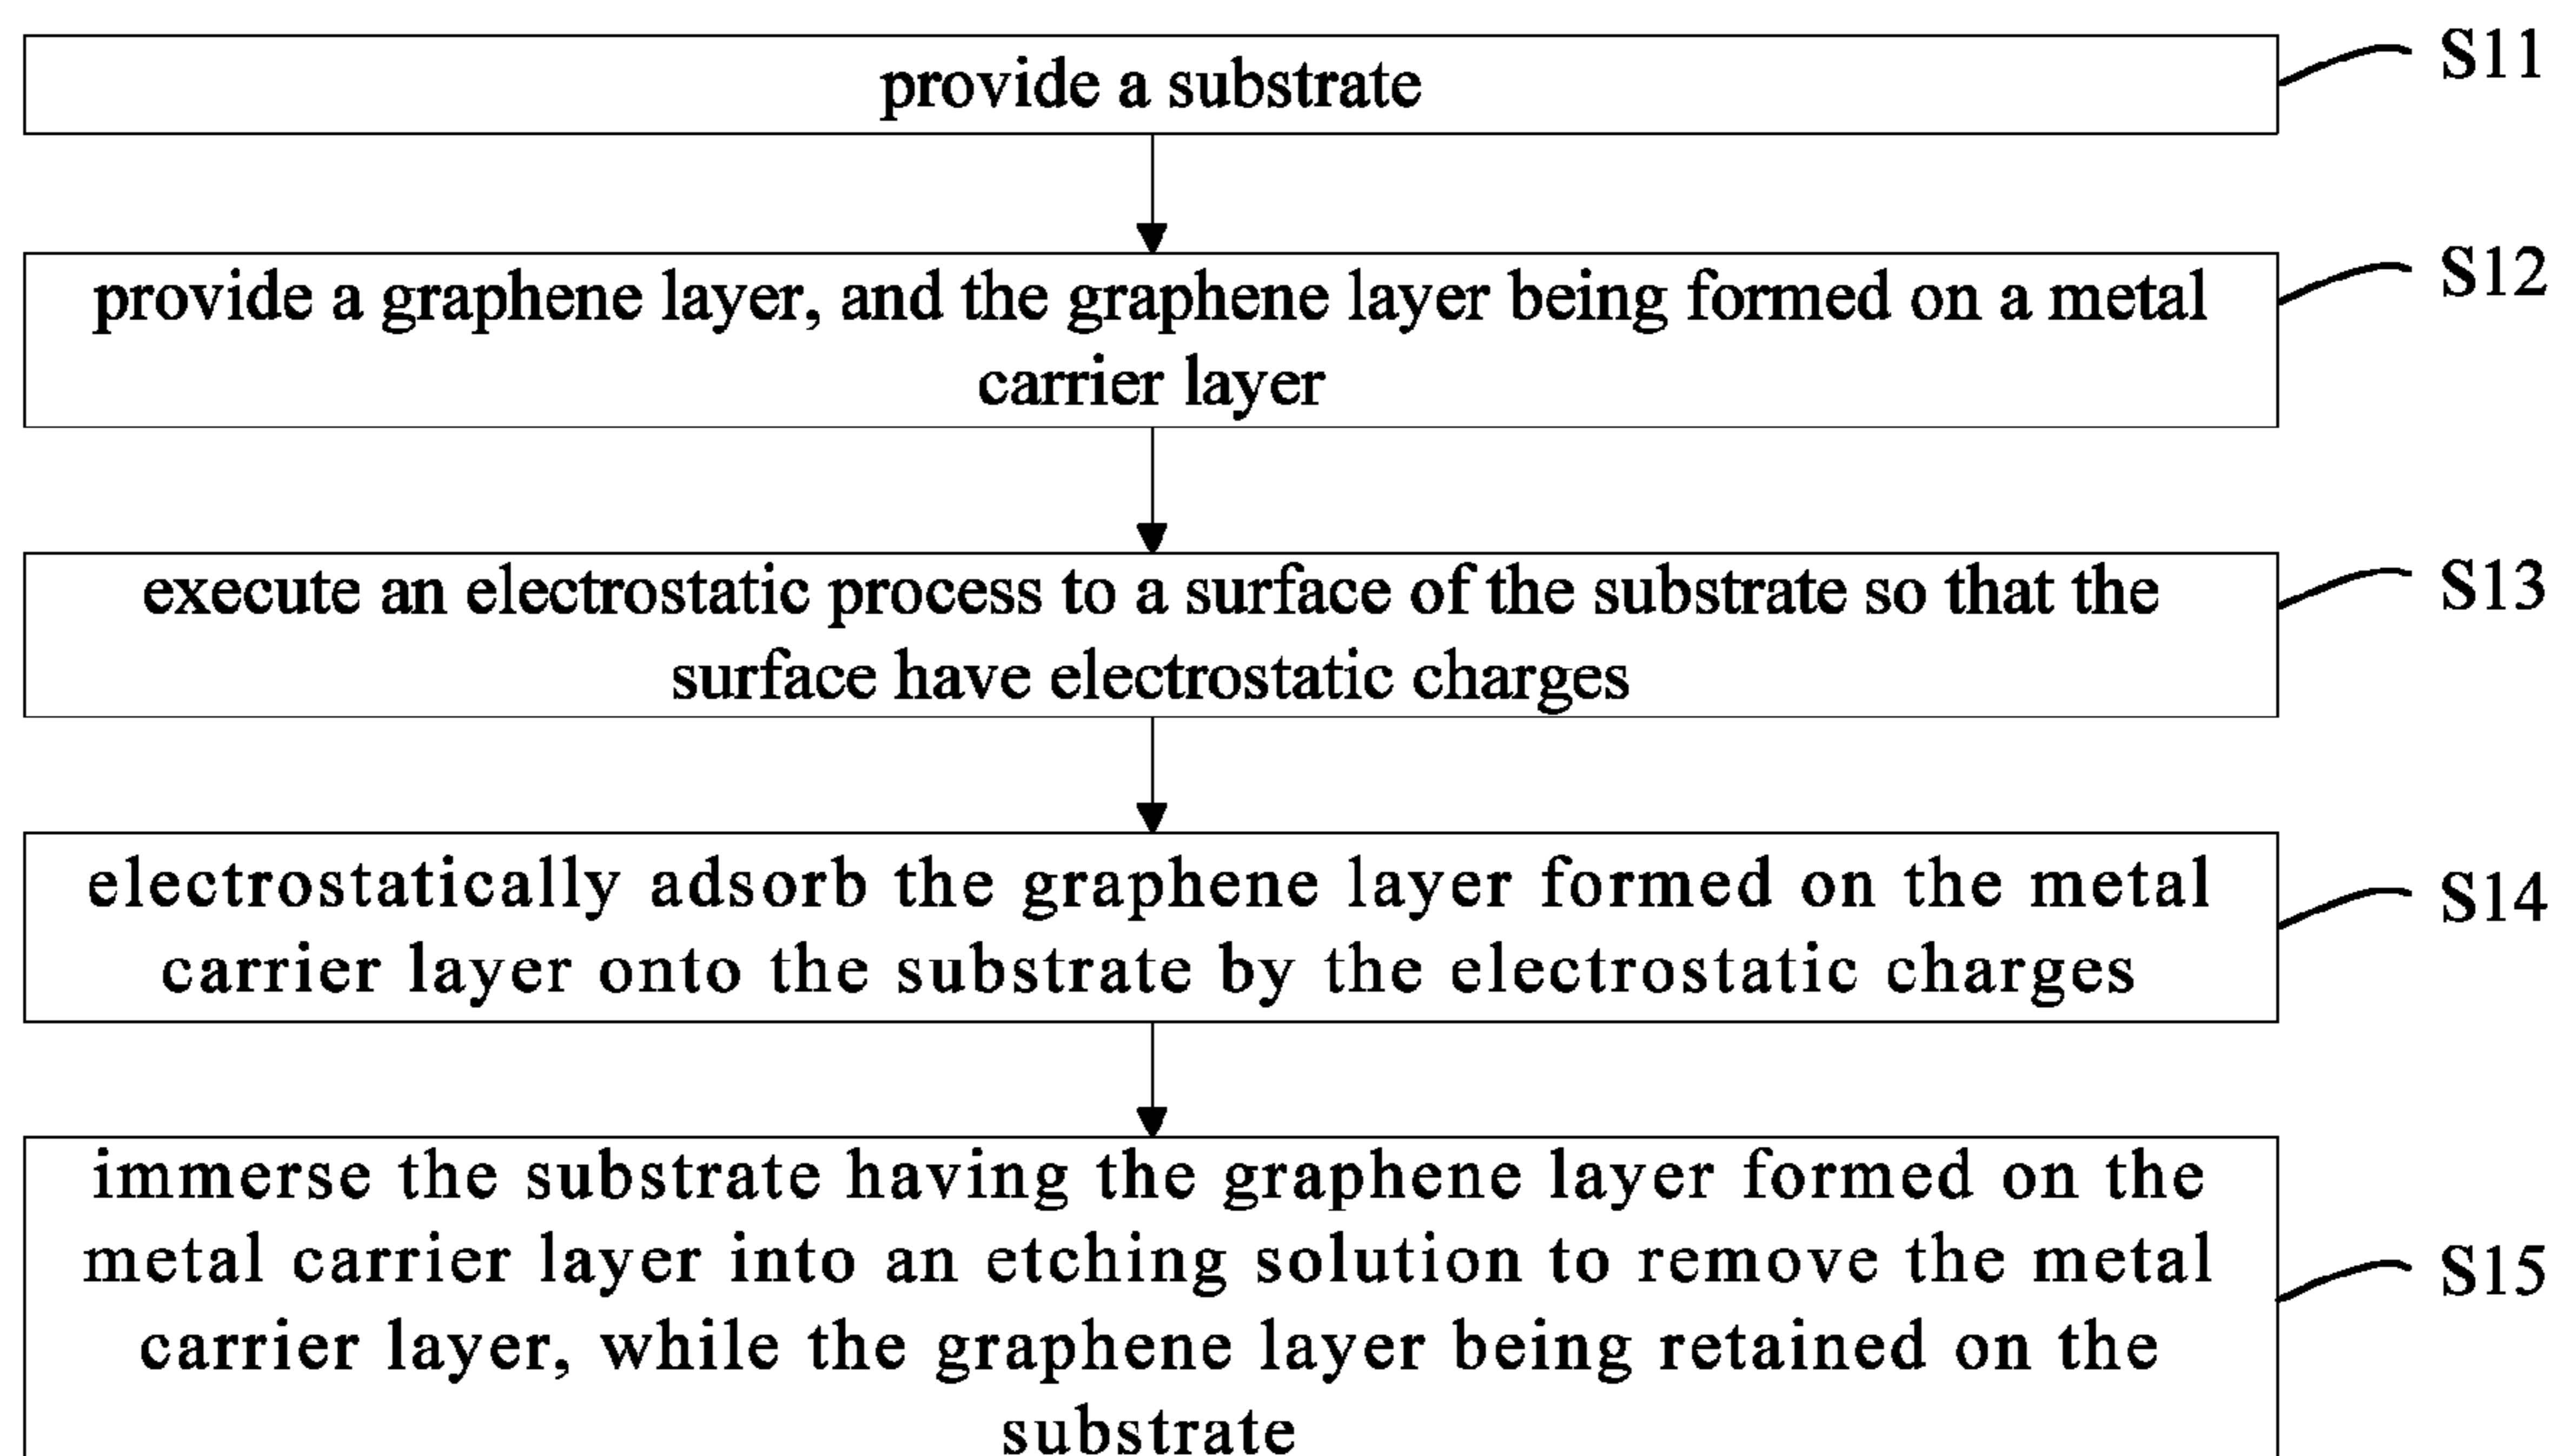 provide a substrate
S11
provide a graphene layer, and the graphene layer being formed on a metal
carrier layer
S12
execute an electrostatic process to a surface of the substrate so that the
surface have electrostatic charges
S13
electrostatically adsorb the graphene layer formed on the metal
carrier layer onto the substrate by the electrostatic charges
S14
immerse the substrate having the graphene layer formed on the
metal carrier layer into an etching solution to remove the metal
carrier layer, while the graphene layer being retained on the
substrate
S15